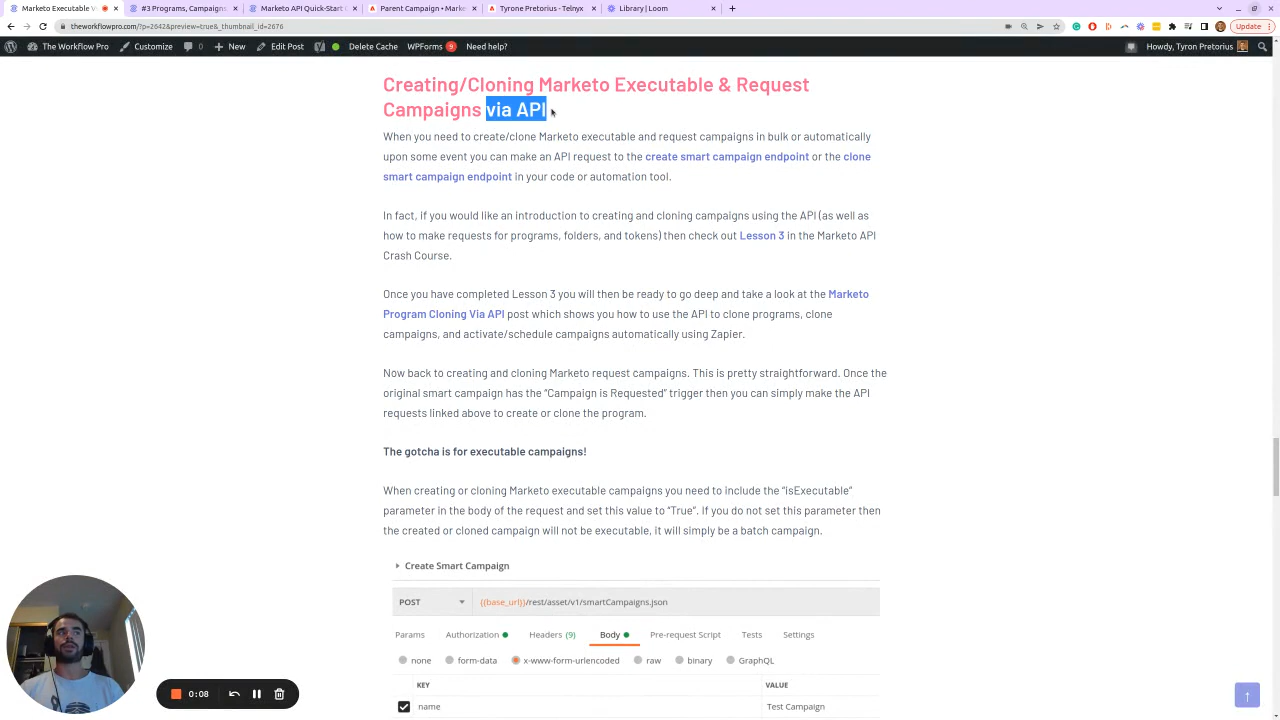 Marketo Executable V
#3 Programs, Campaigns
Marketo API Quick-Start
Parent Campaign • Marke
Tyrone Pretorius - Telnyx
Library | Loom
theworkflowpro.com/?p=2642&preview=true&_thumbnail_id=2676
Update
The Workflow Pro
Customize
0
New
Edit Post
Delete Cache
WPForms 9
Need help?
Howdy, Tyron Pretorius
Creating/Cloning Marketo Executable & Request
Campaigns via API
When you need to create/clone Marketo executable and request campaigns in bulk or automatically
upon some event you can make an API request to the create smart campaign endpoint or the clone
smart campaign endpoint in your code or automation tool.
In fact, if you would like an introduction to creating and cloning campaigns using the API (as well as
how to make requests for programs, folders, and tokens) then check out Lesson 3 in the Marketo API
Crash Course.
Once you have completed Lesson 3 you will then be ready to go deep and take a look at the Marketo
Program Cloning Via API post which shows you how to use the API to clone programs, clone
campaigns, and activate/schedule campaigns automatically using Zapier.
Now back to creating and cloning Marketo request campaigns. This is pretty straightforward. Once the
original smart campaign has the “Campaign is Requested” trigger then you can simply make the API
requests linked above to create or clone the program.
The gotcha is for executable campaigns!
When creating or cloning Marketo executable campaigns you need to include the “isExecutable”
parameter in the body of the request and set this value to “True”. If you do not set this parameter then
the created or cloned campaign will not be executable, it will simply be a batch campaign.
Create Smart Campaign
POST
{{base_url}}/rest/asset/v1/smartCampaigns.json
Params
Authorization
Headers (9)
Body
Pre-request Script
Tests
Settings
none
form-data
x-www-form-urlencoded
raw
binary
GraphQL
KEY
VALUE
name
Test Campaign
0:08